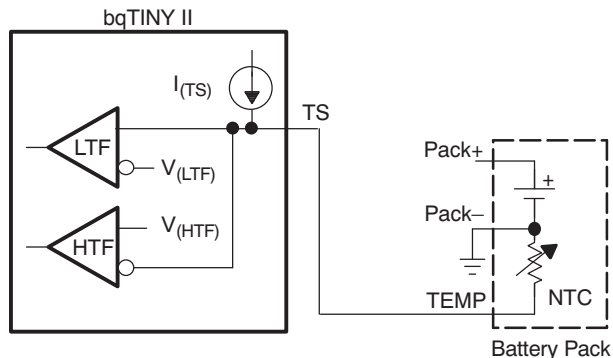 bqTINY II
I(TS)
TS
LTF
V(LTF)
HTF
V(HTF)
Pack+
+
Pack−
TEMP
NTC
Battery Pack